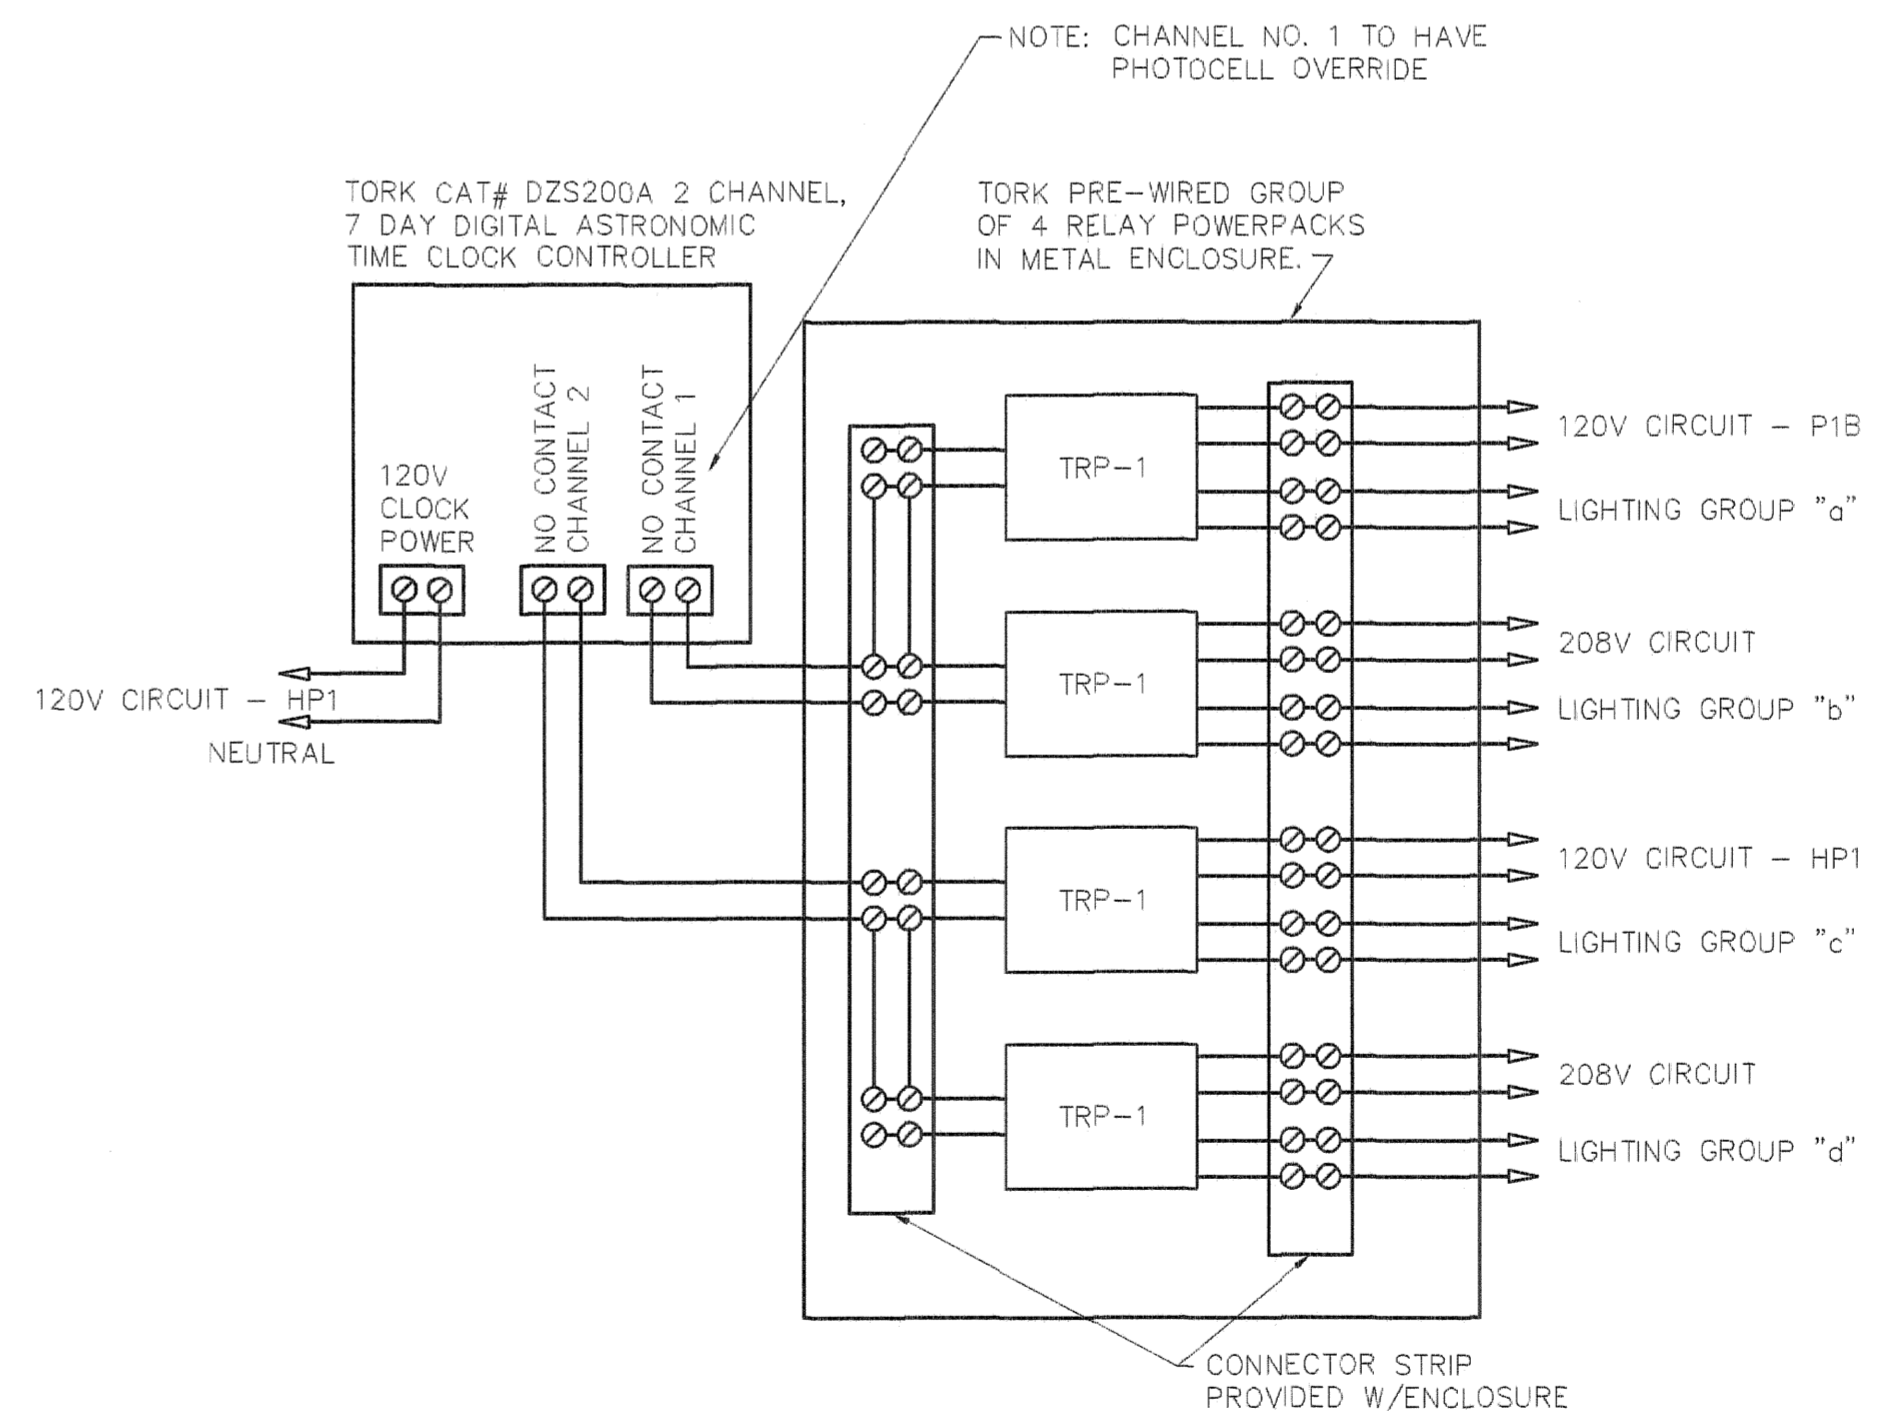 NOTE: CHANNEL NO. 1 TO HAVE
PHOTOCELL OVERRIDE
TORK CAT# DZS200A 2 CHANNEL,
7 DAY DIGITAL ASTRONOMIC
TIME CLOCK CONTROLLER
TORK PRE-WIRED GROUP
OF 4 RELAY POWERPACKS
IN METAL ENCLOSURE.
120V
CLOCK
POWER
NO CONTACT
CHANNEL 2
NO CONTACT
CHANNEL 1
120V CIRCUIT - HP1
NEUTRAL
TRP-1
120V CIRCUIT - P1B
LIGHTING GROUP "a"
TRP-1
208V CIRCUIT
LIGHTING GROUP "b"
TRP-1
120V CIRCUIT - HP1
LIGHTING GROUP "c"
TRP-1
208V CIRCUIT
LIGHTING GROUP "d"
CONNECTOR STRIP
PROVIDED W/ENCLOSURE